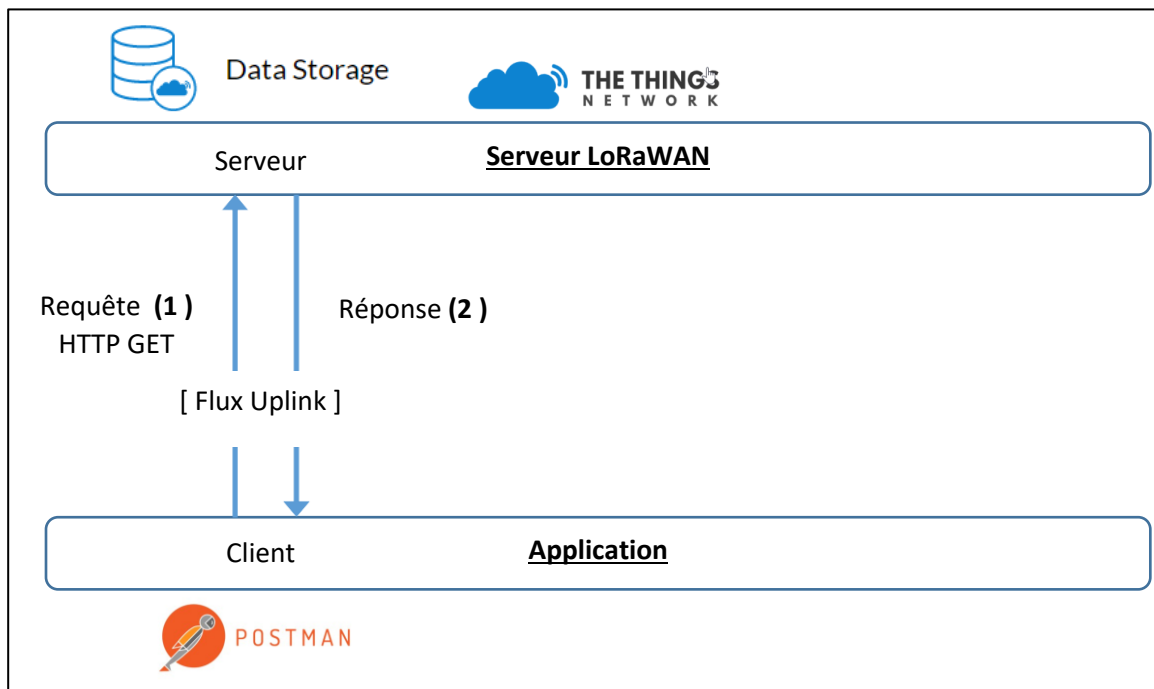 Data Storage
THE THINGS
NETWORK
Serveur
Serveur LoRaWAN
Requête (1 )
HTTP GET
Réponse (2 )
[ Flux Uplink ]
Client
Application
POSTMAN